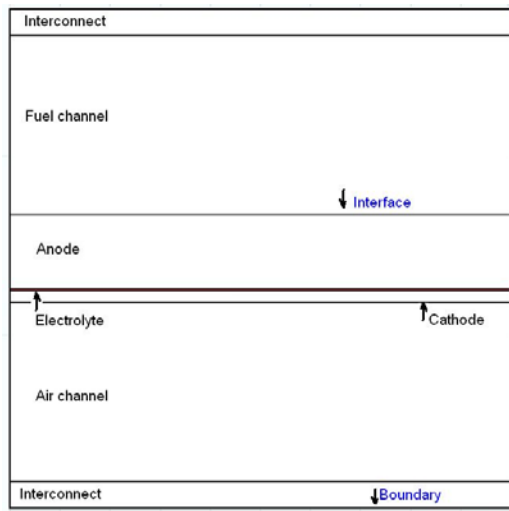 Interconnect
Fuel channel
Interface
Anode
Electrolyte
Cathode
Air channel
Interconnect
Boundary